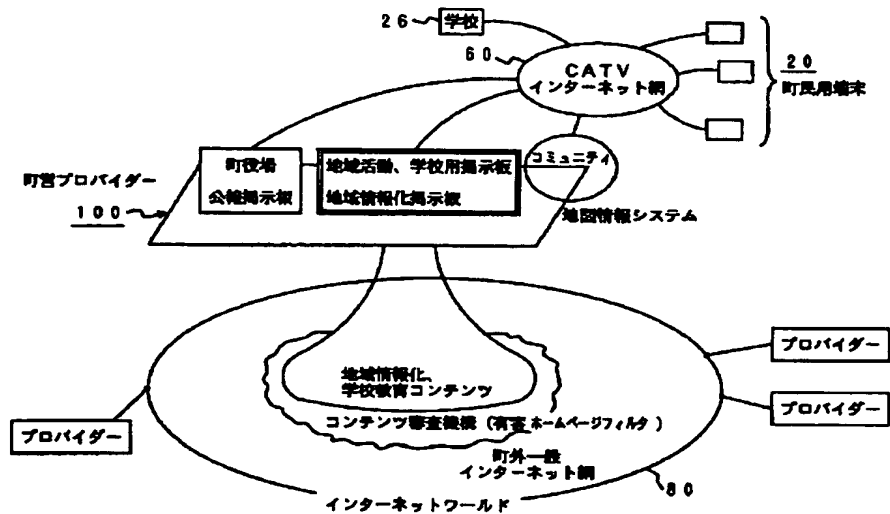 26
学校
60
CATV
インターネット網
20
町民用端末
町役場
公報掲示板
地域活動、学校用掲示板
地域情報化掲示板
コミュニティ
地図情報システム
町営プロバイダー
100
プロバイダー
プロバイダー
プロバイダー
地域情報化、
学校教育コンテンツ
コンテンツ審査機構(有害ホームページフィルタ)
町外一般
インターネット網
80
インターネットワールド